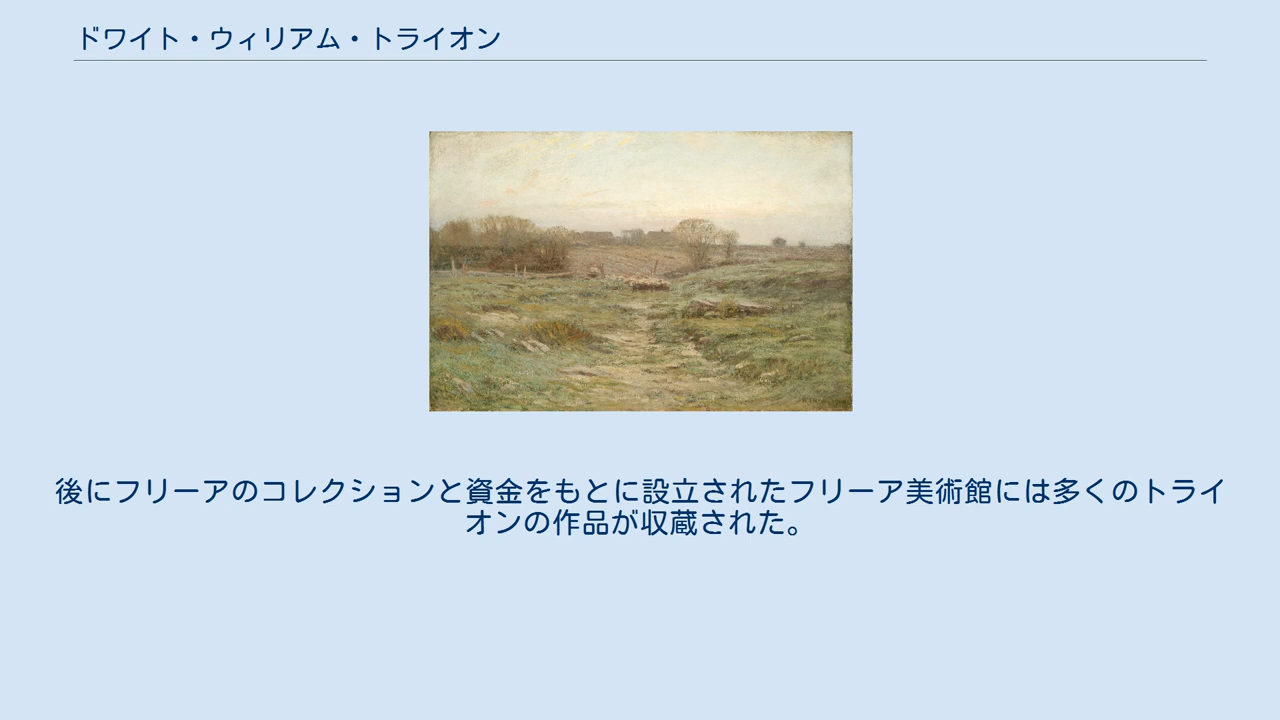 ドワイト・ウィリアム・トライオン
後にフリーアのコレクションと資金をもとに設立されたフリーア美術館には多くのトライ
オンの作品が収蔵された。